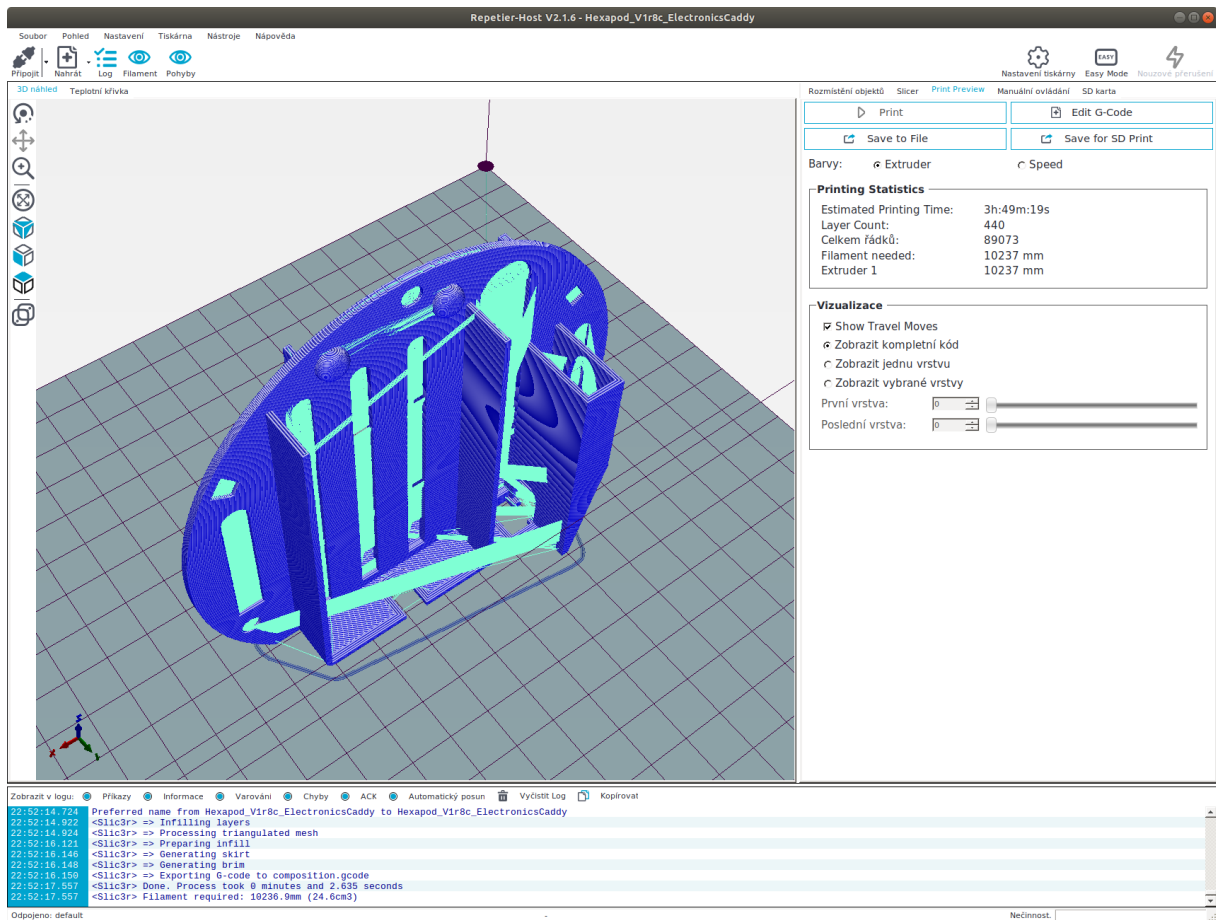 Repetier-Host V2.1.6 - Hexapod_V1r8c_ElectronicsCaddy
Soubor Pohled Nastavení Tiskárna Nástroje Nápověda
Připojit Nahrát Log Filament Pohyby
EASY
Nastavení tiskárny Easy Mode Nouzové přerušení
3D náhled Teplotní křivka
Rozmístění objektů Slicer Print Preview Manuální ovládání SD karta
Print Edit G-Code
Save to File Save for SD Print
Barvy: Extruder Speed
Printing Statistics
Estimated Printing Time: 3h:49m:19s
Layer Count: 440
Celkem řádků: 89073
Filament needed: 10237 mm
Extruder 1 10237 mm
Vizualizace
Show Travel Moves
Zobrazit kompletní kód
Zobrazit jednu vrstvu
Zobrazit vybrané vrstvy
První vrstva: 0
Poslední vrstva: 0
Zobrazit v logu: Příkazy Informace Varováni Chyby ACK Automatický posun Vyčistit Log Kopírovat
22:52:14.724 Preferred name from Hexapod_V1r8c_ElectronicsCaddy to Hexapod_V1r8c_ElectronicsCaddy
22:52:14.922 <Slic3r> => Infilling layers
22:52:14.924 <Slic3r> => Processing triangulated mesh
22:52:16.121 <Slic3r> => Preparing infill
22:52:16.146 <Slic3r> => Generating skirt
22:52:16.148 <Slic3r> => Generating brim
22:52:16.150 <Slic3r> => Exporting G-code to composition.gcode
22:52:17.557 <Slic3r> Done. Process took 0 minutes and 2.635 seconds
22:52:17.557 <Slic3r> Filament required: 10236.9mm (24.6cm3)
Odpojeno: default - Nečinnost.